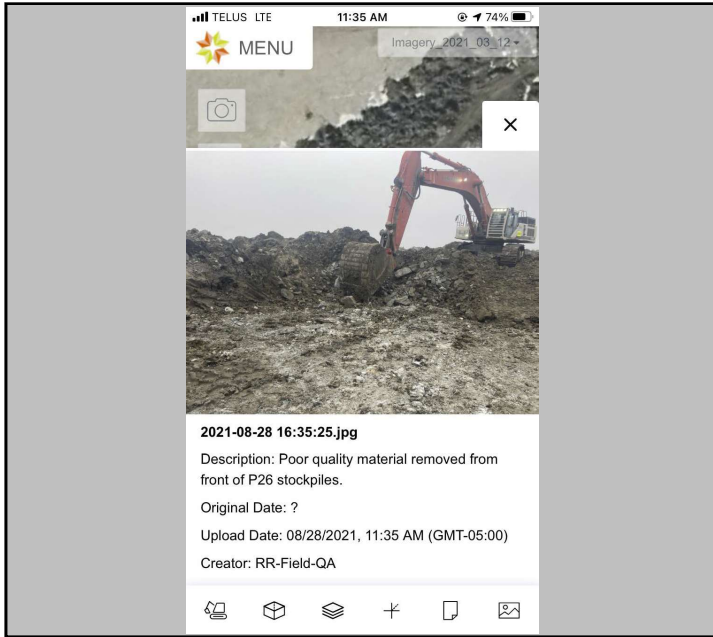 TELUS LTE 11:35 AM 74%
MENU Imagery_2021_03_12
2021-08-28 16:35:25.jpg
Description: Poor quality material removed from
front of P26 stockpiles.
Original Date: ?
Upload Date: 08/28/2021, 11:35 AM (GMT-05:00)
Creator: RR-Field-QA